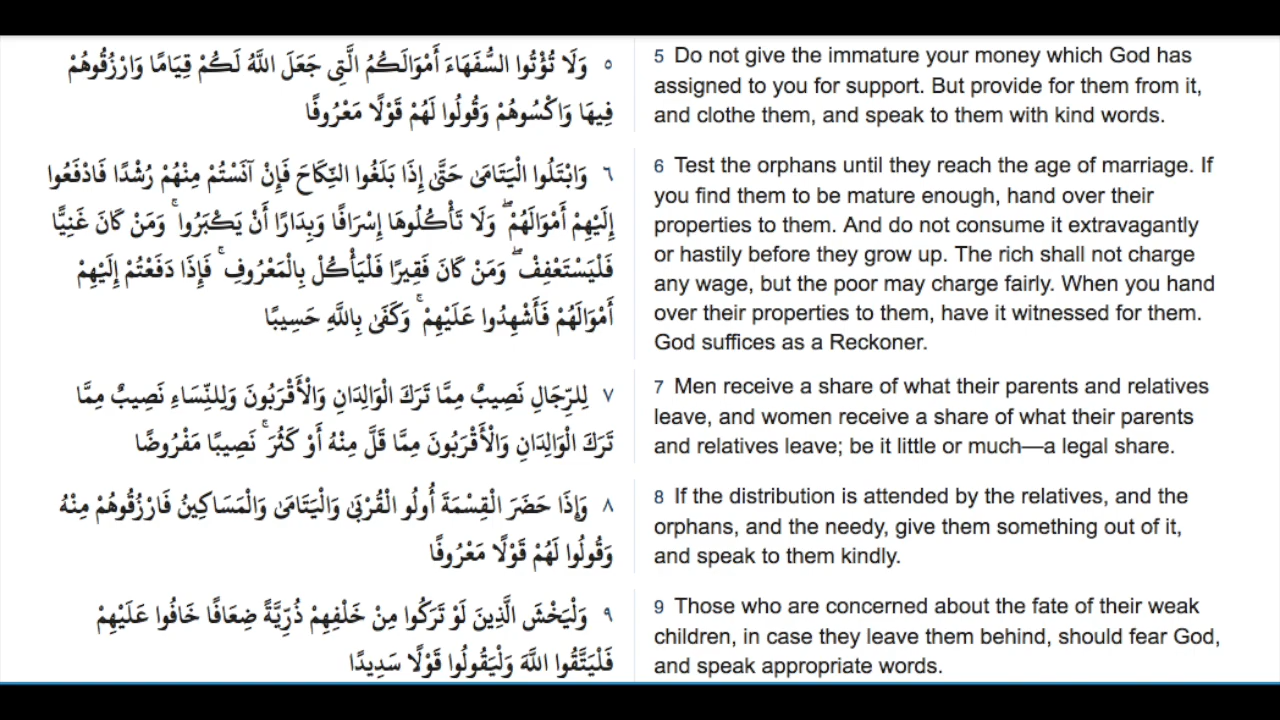 ٥ وَلَا تُؤْتُوا السُّفَهَاءَ أَمْوَالَكُمُ الَّتِي جَعَلَ اللَّهُ لَكُمْ قِيَامًا وَارْزُقُوهُمْ
فِيهَا وَاكْسُوهُمْ وَقُولُوا لَهُمْ قَوْلًا مَعْرُوفًا
5 Do not give the immature your money which God has
assigned to you for support. But provide for them from it,
and clothe them, and speak to them with kind words.
٦ وَابْتَلُوا الْيَتَامَىٰ حَتَّىٰ إِذَا بَلَغُوا النِّكَاحَ فَإِنْ آنَسْتُمْ مِنْهُمْ رُشْدًا فَادْفَعُوا
إِلَيْهِمْ أَمْوَالَهُمْ ۖ وَلَا تَأْكُلُوهَا إِسْرَافًا وَبِدَارًا أَنْ يَكْبَرُوا ۚ وَمَنْ كَانَ غَنِيًّا
فَلْيَسْتَعْفِفْ ۖ وَمَنْ كَانَ فَقِيرًا فَلْيَأْكُلْ بِالْمَعْرُوفِ ۚ فَإِذَا دَفَعْتُمْ إِلَيْهِمْ
أَمْوَالَهُمْ فَأَشْهِدُوا عَلَيْهِمْ ۚ وَكَفَىٰ بِاللَّهِ حَسِيبًا
6 Test the orphans until they reach the age of marriage. If
you find them to be mature enough, hand over their
properties to them. And do not consume it extravagantly
or hastily before they grow up. The rich shall not charge
any wage, but the poor may charge fairly. When you hand
over their properties to them, have it witnessed for them.
God suffices as a Reckoner.
٧ لِلرِّجَالِ نَصِيبٌ مِمَّا تَرَكَ الْوَالِدَانِ وَالْأَقْرَبُونَ وَلِلنِّسَاءِ نَصِيبٌ مِمَّا
تَرَكَ الْوَالِدَانِ وَالْأَقْرَبُونَ مِمَّا قَلَّ مِنْهُ أَوْ كَثُرَ ۚ نَصِيبًا مَفْرُوضًا
7 Men receive a share of what their parents and relatives
leave, and women receive a share of what their parents
and relatives leave; be it little or much—a legal share.
٨ وَإِذَا حَضَرَ الْقِسْمَةَ أُولُو الْقُرْبَىٰ وَالْيَتَامَىٰ وَالْمَسَاكِينُ فَارْزُقُوهُمْ مِنْهُ
وَقُولُوا لَهُمْ قَوْلًا مَعْرُوفًا
8 If the distribution is attended by the relatives, and the
orphans, and the needy, give them something out of it,
and speak to them kindly.
٩ وَلْيَخْشَ الَّذِينَ لَوْ تَرَكُوا مِنْ خَلْفِهِمْ ذُرِّيَّةً ضِعَافًا خَافُوا عَلَيْهِمْ
فَلْيَتَّقُوا اللَّهَ وَلْيَقُولُوا قَوْلًا سَدِيدًا
9 Those who are concerned about the fate of their weak
children, in case they leave them behind, should fear God,
and speak appropriate words.